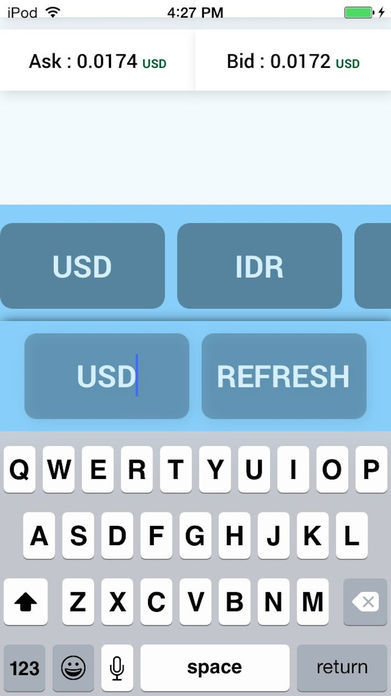 iPod 4:27 PM
Ask : 0.0174 USD Bid : 0.0172 USD
USD IDR
USD REFRESH
Q W E R T Y U I O P
A S D F G H J K L
Z X C V B N M
123 space return